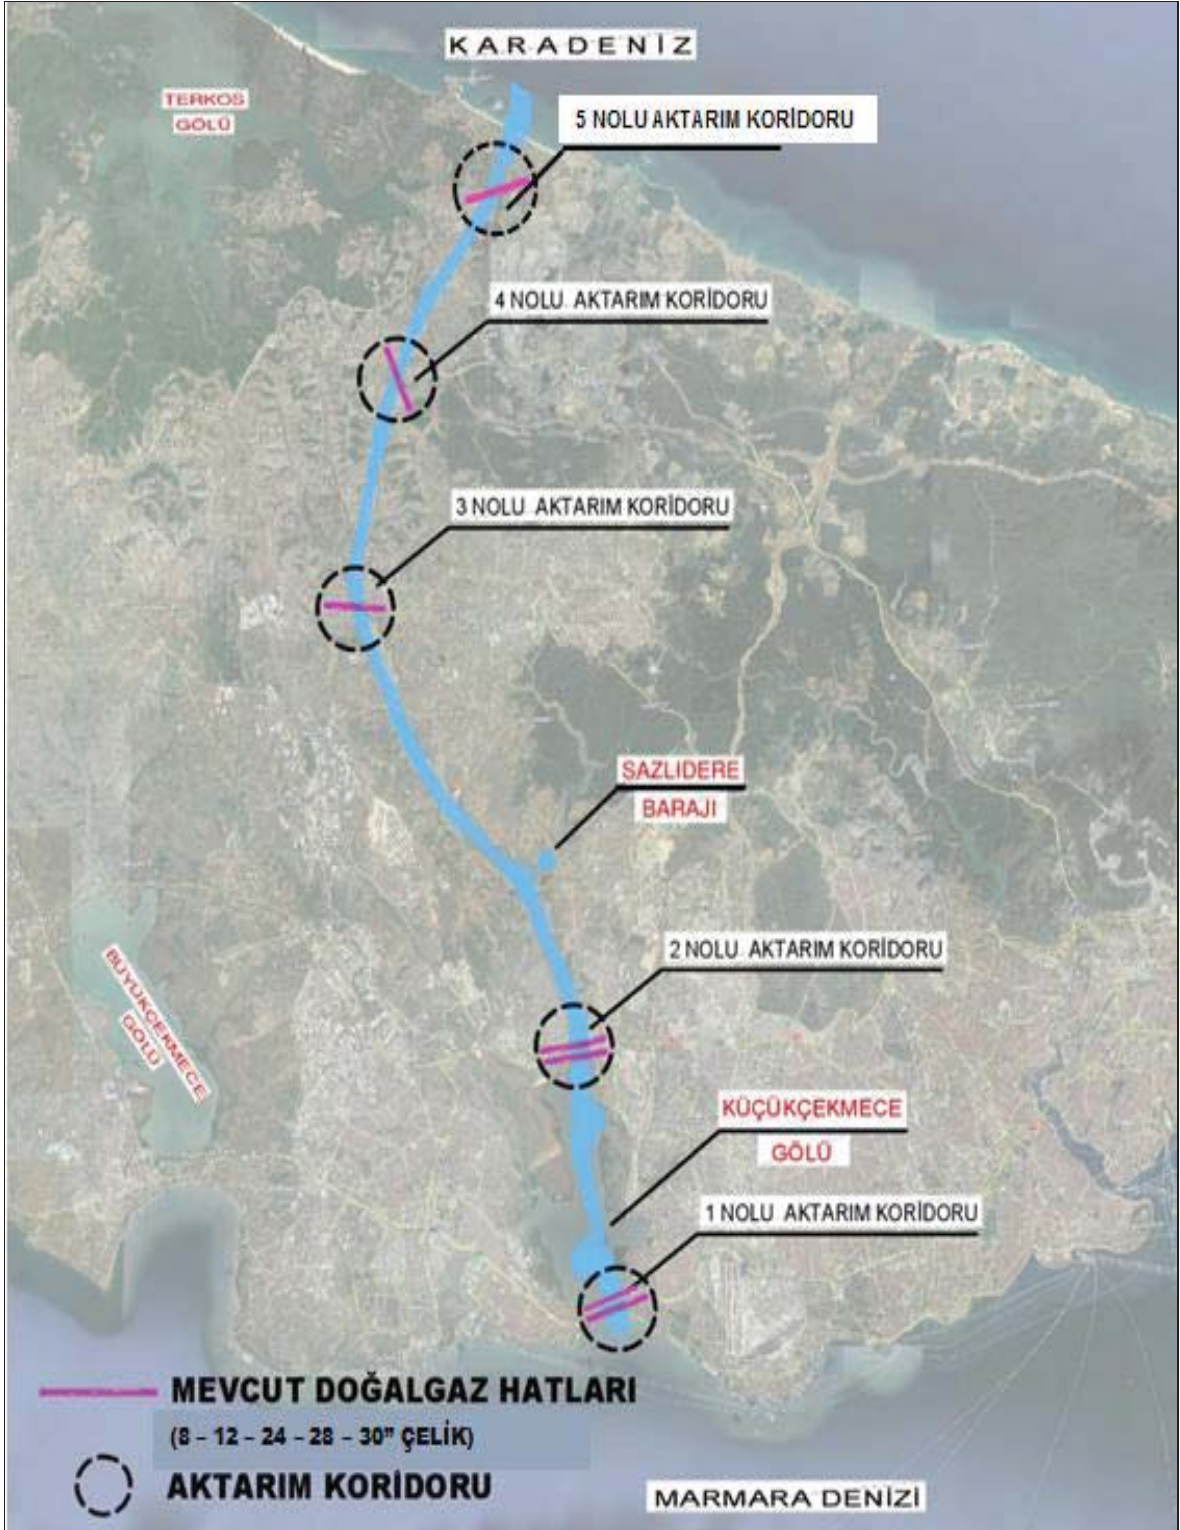 KARADENİZ
TERKOS
GÖLÜ
5 NOLU AKTARIM KORİDORU
4 NOLU AKTARIM KORİDORU
3 NOLU AKTARIM KORİDORU
SAZLIDERE
BARAJI
2 NOLU AKTARIM KORİDORU
BÜYÜKÇEKMECE
GÖLÜ
KÜÇÜKÇEKMECE
GÖLÜ
1 NOLU AKTARIM KORİDORU
MEVCUT DOĞALGAZ HATLARI
(8 – 12 – 24 – 28 – 30” ÇELİK)
AKTARIM KORİDORU
MARMARA DENİZİ